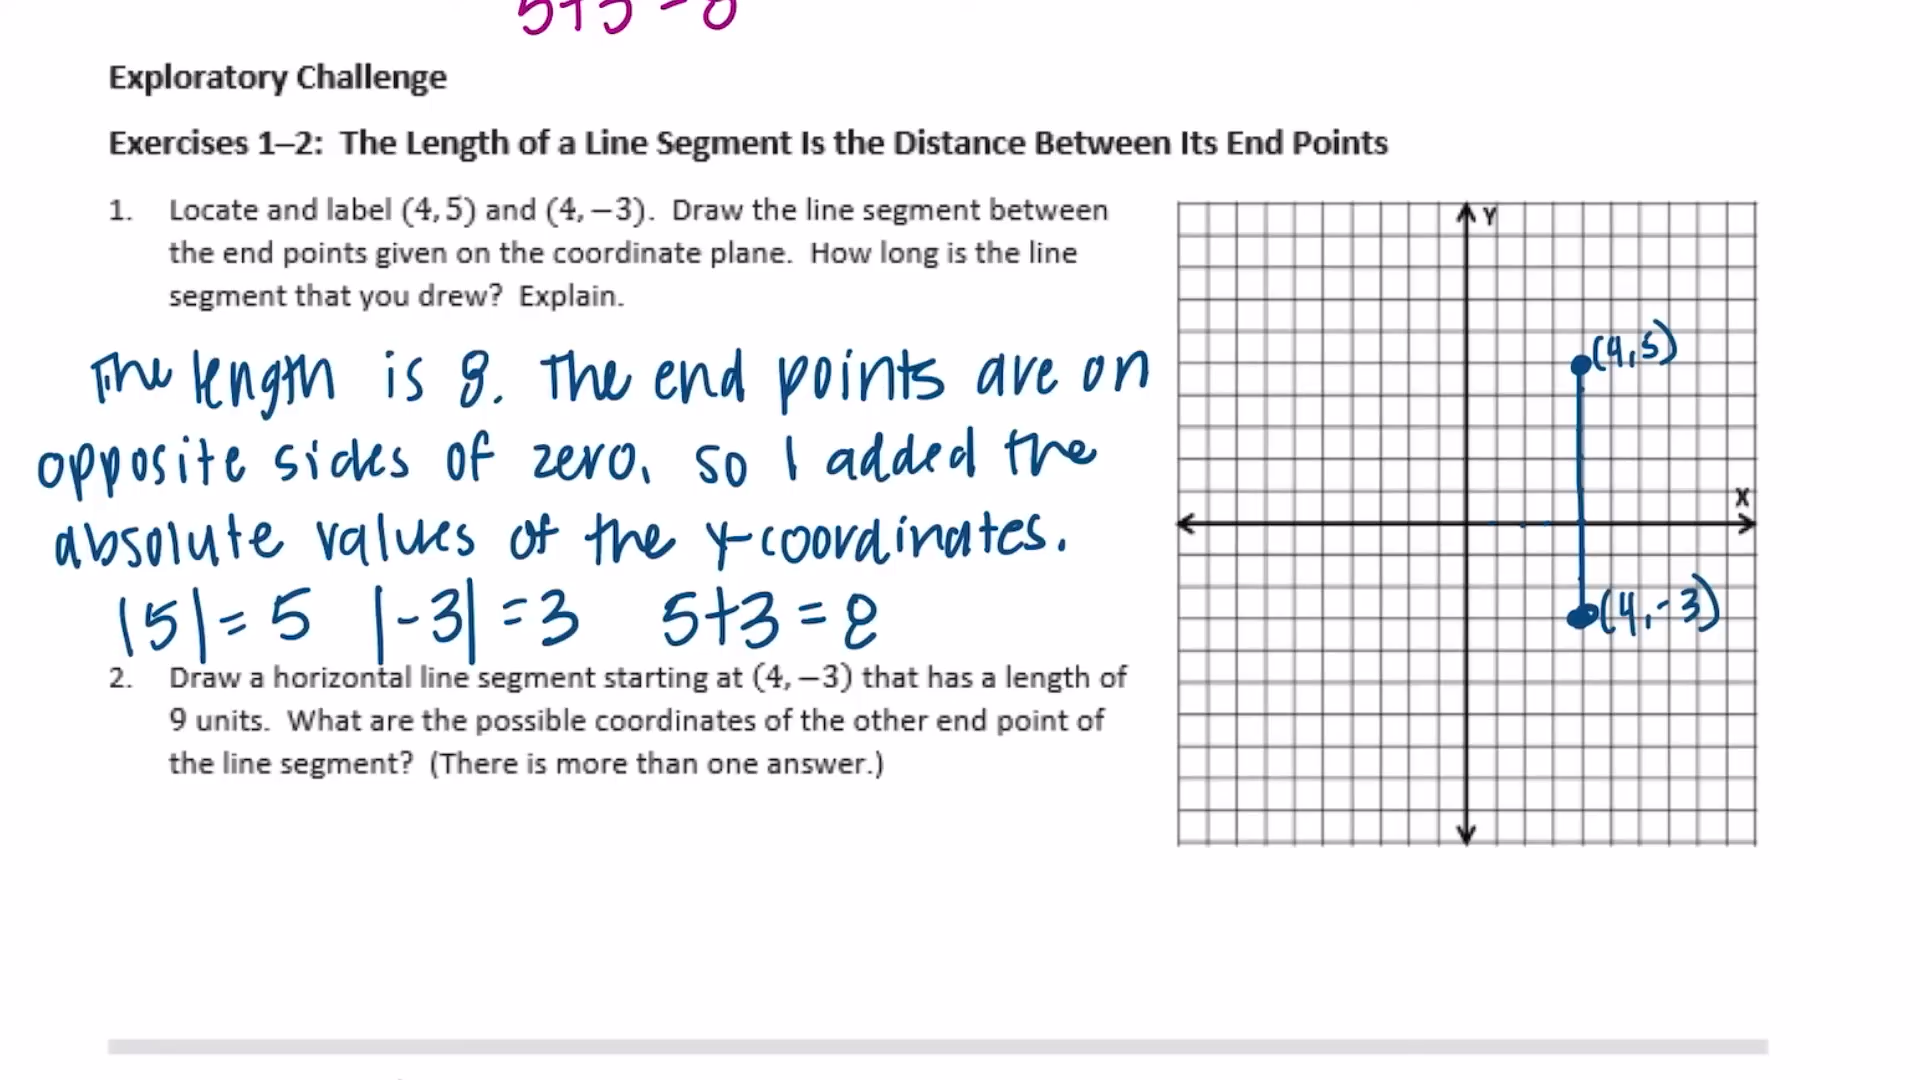 5+3=8
Exploratory Challenge
Exercises 1–2: The Length of a Line Segment Is the Distance Between Its End Points
1. Locate and label (4, 5) and (4, −3). Draw the line segment between
the end points given on the coordinate plane. How long is the line
segment that you drew? Explain.
The length is 8. The end points are on
opposite sides of zero, so I added the
absolute values of the y-coordinates.
|5| = 5 |-3| = 3 5+3 = 8
2. Draw a horizontal line segment starting at (4, −3) that has a length of
9 units. What are the possible coordinates of the other end point of
the line segment? (There is more than one answer.)
Y
(4,5)
X
(4,-3)